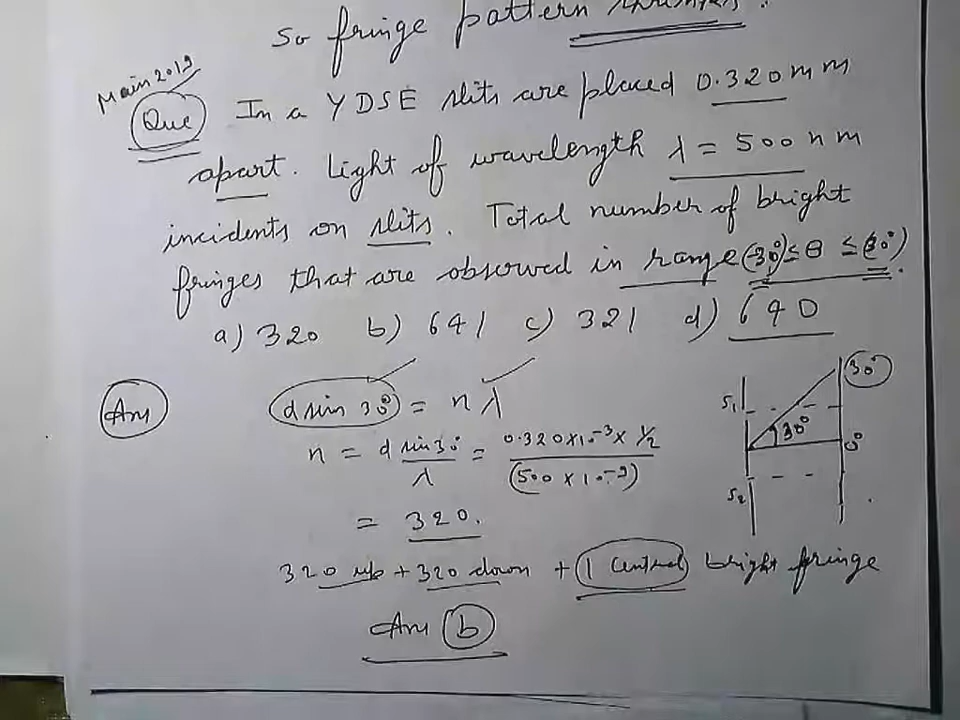 So fringe pattern
Main 2019
Que In a YDSE slits are placed 0.320 mm
apart. Light of wavelength λ = 500 nm
incidents on slits. Total number of bright
fringes that are observed in range (-30°) ≤ θ ≤ (30°).
a) 320 b) 641 c) 321 d) 640
Ans d sin 30° = nλ
n = d sin 30° / λ = 0.320 × 10⁻³ × 1/2 / (500 × 10⁻⁹)
= 320.
S₁ 30° 30° 0° S₂
320 up + 320 down + 1 central bright fringe
Ans b